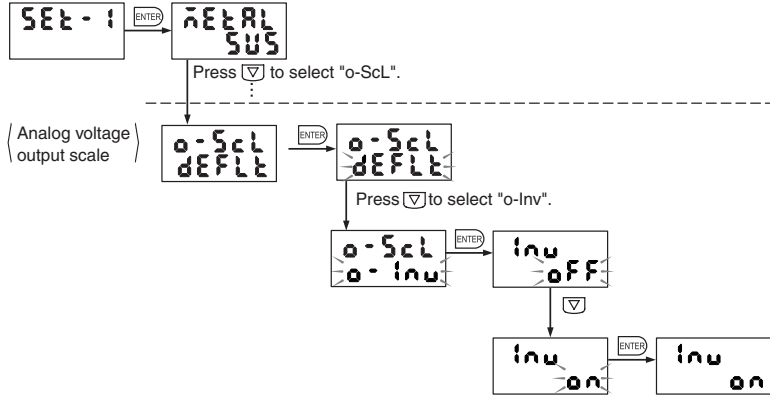 SEt - 1
ENTER
MEtAL
SUS
Press ▽ to select "o-ScL".
Analog voltage
output scale
o - ScL
dEFLt
ENTER
o - ScL
dEFLt
Press ▽ to select "o-Inv".
o - ScL
o - Inv
ENTER
Inv
oFF
▽
Inv
on
ENTER
Inv
on